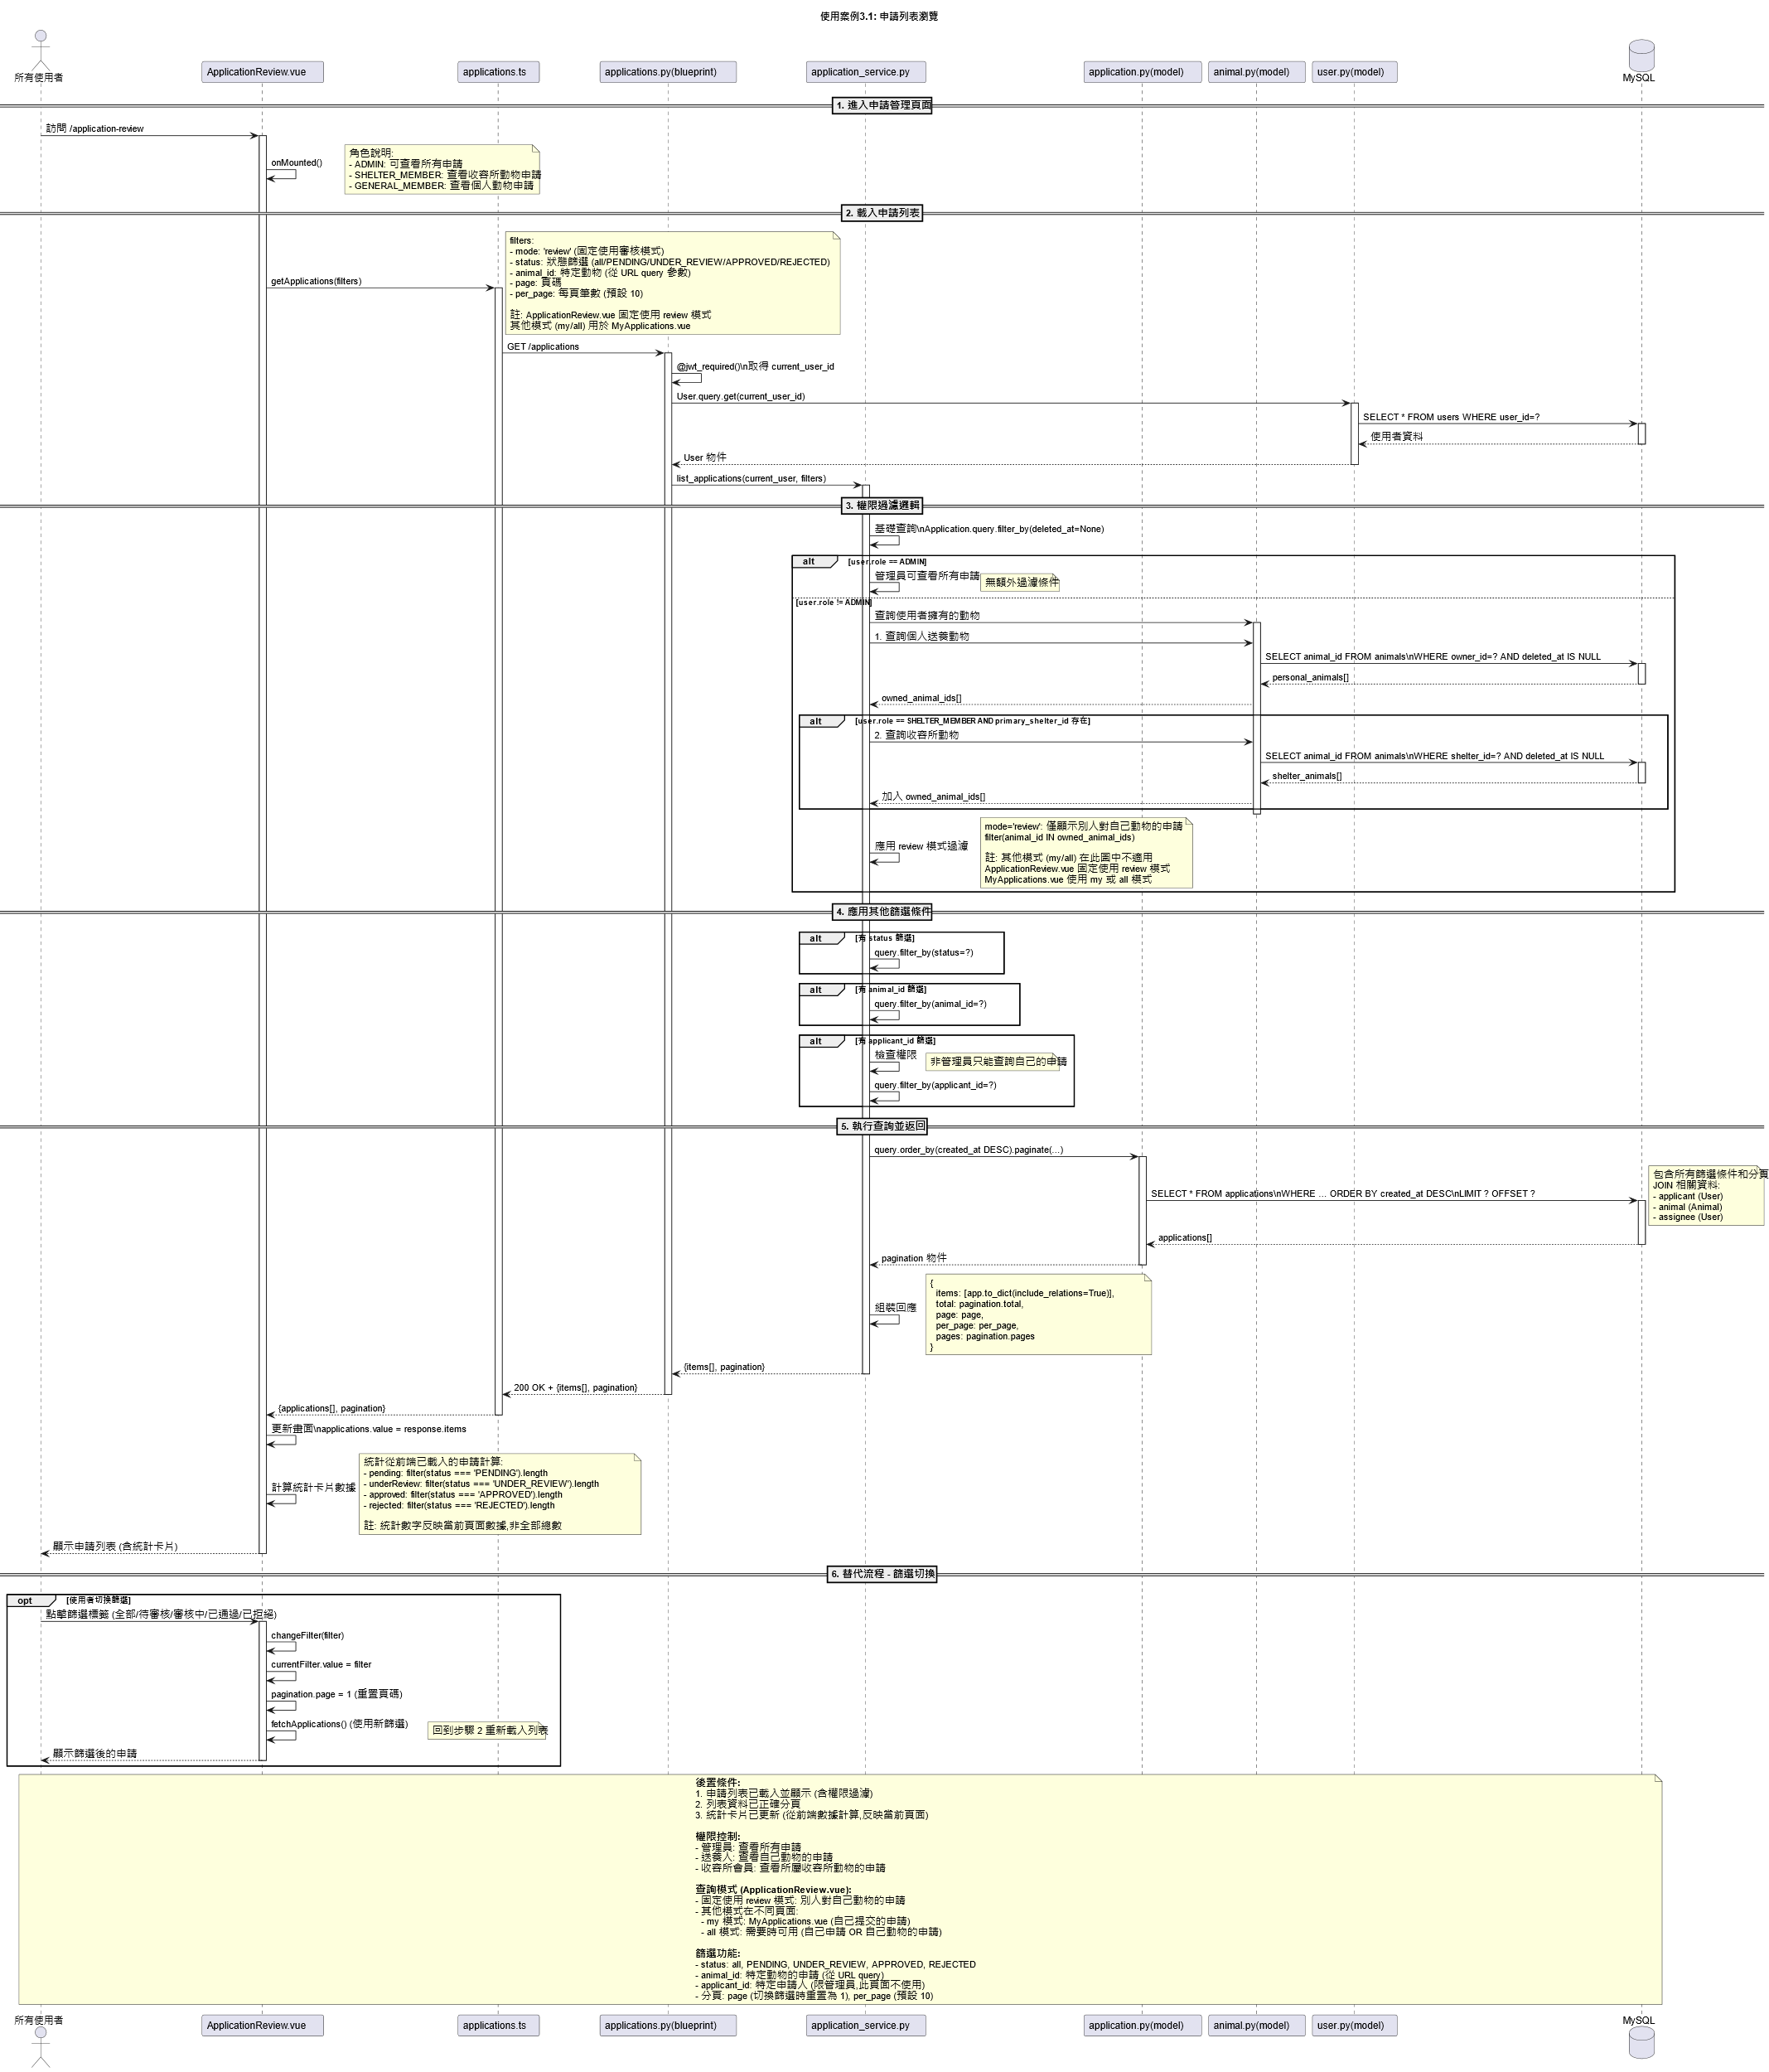 使用案例3.1: 申請列表瀏覽
所有使用者
ApplicationReview.vue
applications.ts
applications.py(blueprint)
application_service.py
application.py(model)
animal.py(model)
user.py(model)
MySQL
1. 進入申請管理頁面
訪問 /application-review
onMounted()
角色說明:
- ADMIN: 可查看所有申請
- SHELTER_MEMBER: 查看收容所動物申請
- GENERAL_MEMBER: 查看個人動物申請
2. 載入申請列表
getApplications(filters)
filters:
- mode: 'review' (固定使用審核模式)
- status: 狀態篩選 (all/PENDING/UNDER_REVIEW/APPROVED/REJECTED)
- animal_id: 特定動物 (從 URL query 參數)
- page: 頁碼
- per_page: 每頁筆數 (預設 10)
註: ApplicationReview.vue 固定使用 review 模式
其他模式 (my/all) 用於 MyApplications.vue
GET /applications
@jwt_required()\n取得 current_user_id
User.query.get(current_user_id)
SELECT * FROM users WHERE user_id=?
使用者資料
User 物件
list_applications(current_user, filters)
3. 權限過濾邏輯
基礎查詢\nApplication.query.filter_by(deleted_at=None)
alt [user.role == ADMIN]
管理員可查看所有申請
無額外過濾條件
[user.role != ADMIN]
查詢使用者擁有的動物
1. 查詢個人送養動物
SELECT animal_id FROM animals\nWHERE owner_id=? AND deleted_at IS NULL
personal_animals[]
owned_animal_ids[]
alt [user.role == SHELTER_MEMBER AND primary_shelter_id 存在]
2. 查詢收容所動物
SELECT animal_id FROM animals\nWHERE shelter_id=? AND deleted_at IS NULL
shelter_animals[]
加入 owned_animal_ids[]
應用 review 模式過濾
mode='review': 僅顯示別人對自己動物的申請
filter(animal_id IN owned_animal_ids)
註: 其他模式 (my/all) 在此圖中不適用
ApplicationReview.vue 固定使用 review 模式
MyApplications.vue 使用 my 或 all 模式
4. 應用其他篩選條件
alt [有 status 篩選]
query.filter_by(status=?)
alt [有 animal_id 篩選]
query.filter_by(animal_id=?)
alt [有 applicant_id 篩選]
檢查權限
非管理員只能查詢自己的申請
query.filter_by(applicant_id=?)
5. 執行查詢並返回
query.order_by(created_at DESC).paginate(...)
SELECT * FROM applications\nWHERE ... ORDER BY created_at DESC\nLIMIT ? OFFSET ?
包含所有篩選條件和分頁
JOIN 相關資料:
- applicant (User)
- animal (Animal)
- assignee (User)
applications[]
pagination 物件
組裝回應
{
items: [app.to_dict(include_relations=True)],
total: pagination.total,
page: page,
per_page: per_page,
pages: pagination.pages
}
{items[], pagination}
200 OK + {items[], pagination}
{applications[], pagination}
更新畫面\napplications.value = response.items
計算統計卡片數據
統計從前端已載入的申請計算:
- pending: filter(status === 'PENDING').length
- underReview: filter(status === 'UNDER_REVIEW').length
- approved: filter(status === 'APPROVED').length
- rejected: filter(status === 'REJECTED').length
註: 統計數字反映當前頁面數據,非全部總數
顯示申請列表 (含統計卡片)
6. 替代流程 - 篩選切換
opt [使用者切換篩選]
點擊篩選標籤 (全部/待審核/審核中/已通過/已拒絕)
changeFilter(filter)
currentFilter.value = filter
pagination.page = 1 (重置頁碼)
fetchApplications() (使用新篩選)
回到步驟 2 重新載入列表
顯示篩選後的申請
後置條件:
1. 申請列表已載入並顯示 (含權限過濾)
2. 列表資料已正確分頁
3. 統計卡片已更新 (從前端數據計算,反映當前頁面)
權限控制:
- 管理員: 查看所有申請
- 送養人: 查看自己動物的申請
- 收容所會員: 查看所屬收容所動物的申請
查詢模式 (ApplicationReview.vue):
- 固定使用 review 模式: 別人對自己動物的申請
- 其他模式在不同頁面:
- my 模式: MyApplications.vue (自己提交的申請)
- all 模式: 需要時可用 (自己申請 OR 自己動物的申請)
篩選功能:
- status: all, PENDING, UNDER_REVIEW, APPROVED, REJECTED
- animal_id: 特定動物的申請 (從 URL query)
- applicant_id: 特定申請人 (限管理員,此頁面不使用)
- 分頁: page (切換篩選時重置為 1), per_page (預設 10)
所有使用者
ApplicationReview.vue
applications.ts
applications.py(blueprint)
application_service.py
application.py(model)
animal.py(model)
user.py(model)
MySQL